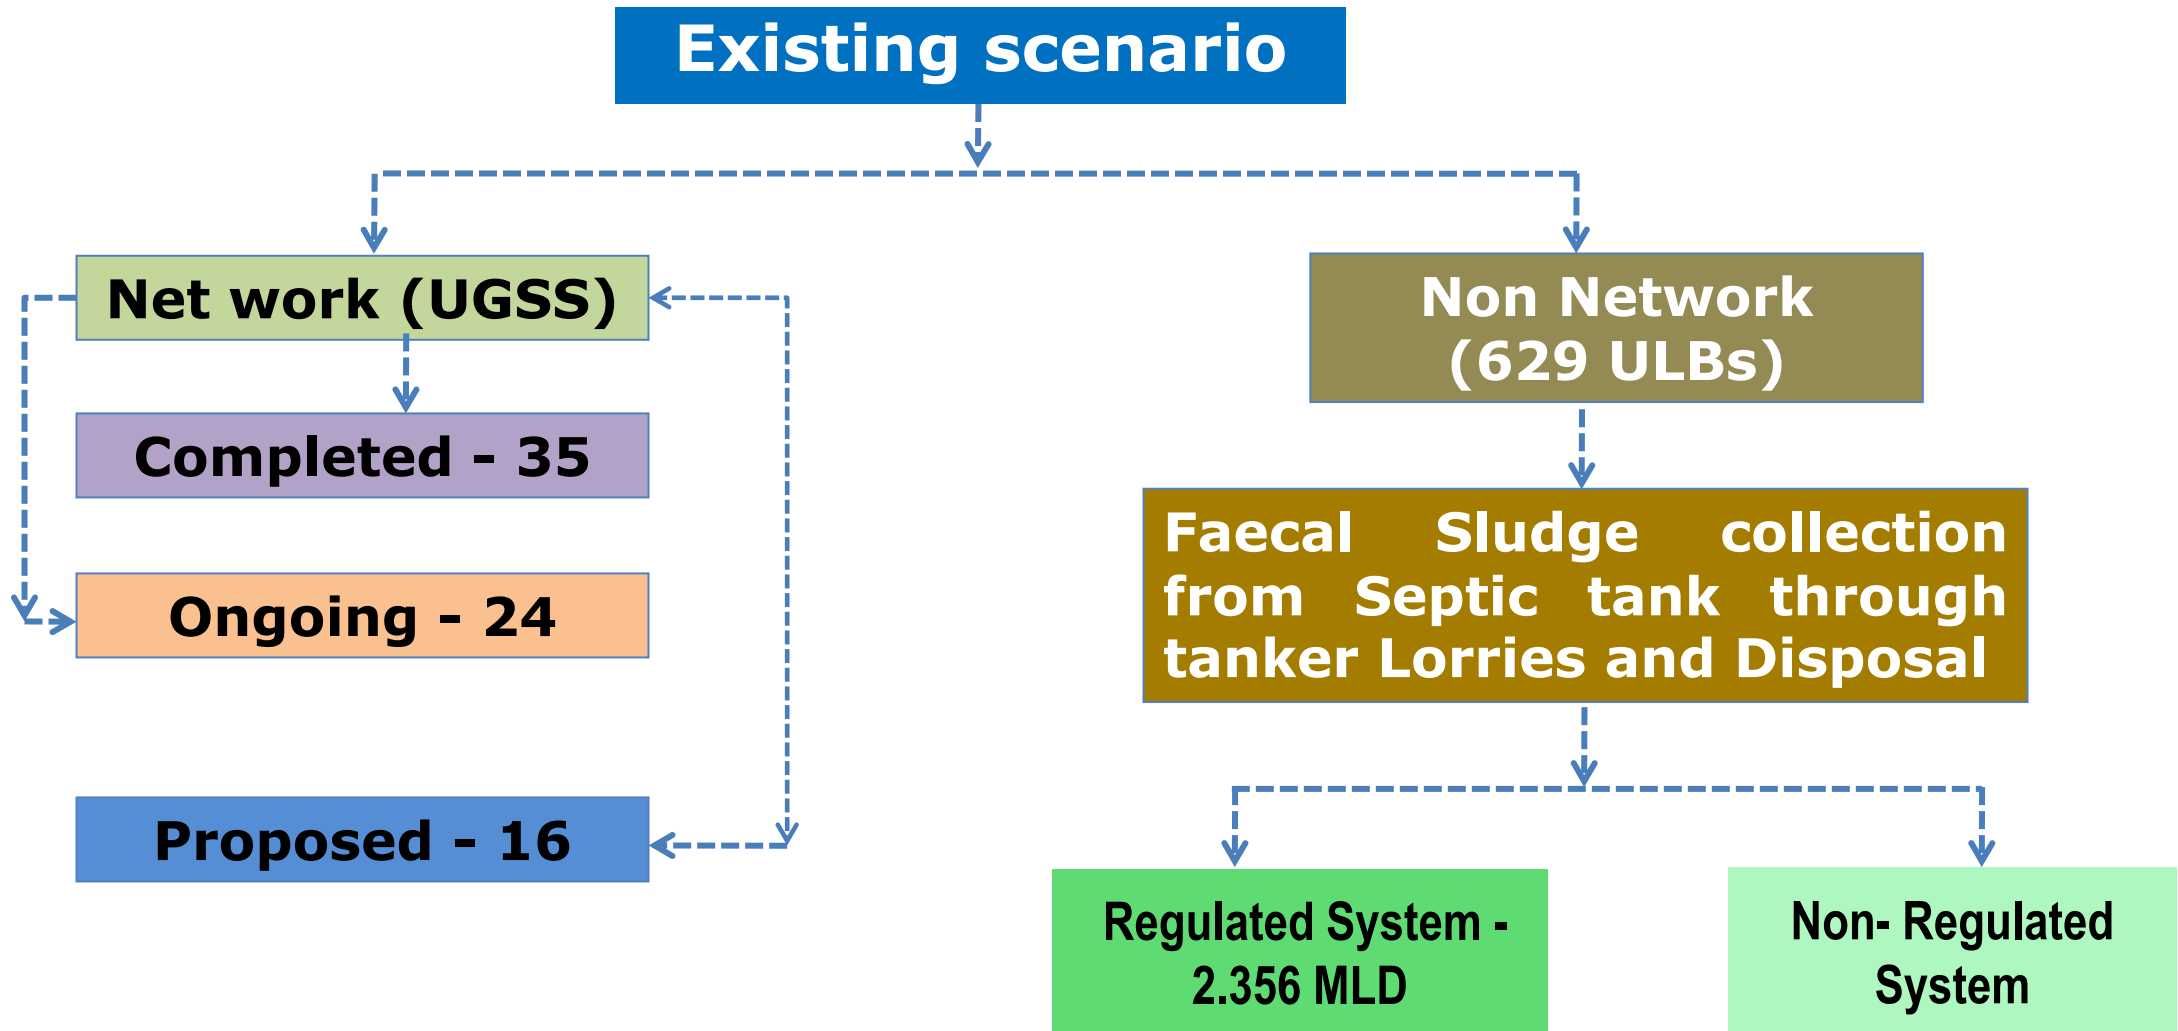 Existing scenario
Net work (UGSS)
Completed - 35
Ongoing - 24
Proposed - 16
Non Network
(629 ULBs)
Faecal Sludge collection
from Septic tank through
tanker Lorries and Disposal
Regulated System -
2.356 MLD
Non- Regulated
System